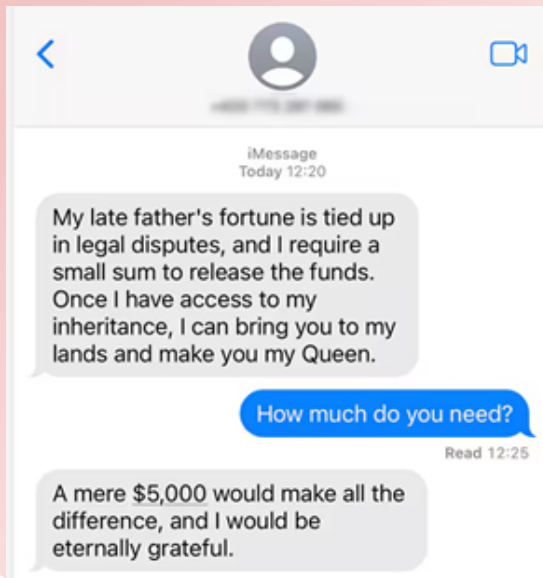 iMessage
Today 12:20
My late father's fortune is tied up
in legal disputes, and I require a
small sum to release the funds.
Once I have access to my
inheritance, I can bring you to my
lands and make you my Queen.
How much do you need?
Read 12:25
A mere $5,000 would make all the
difference, and I would be
eternally grateful.